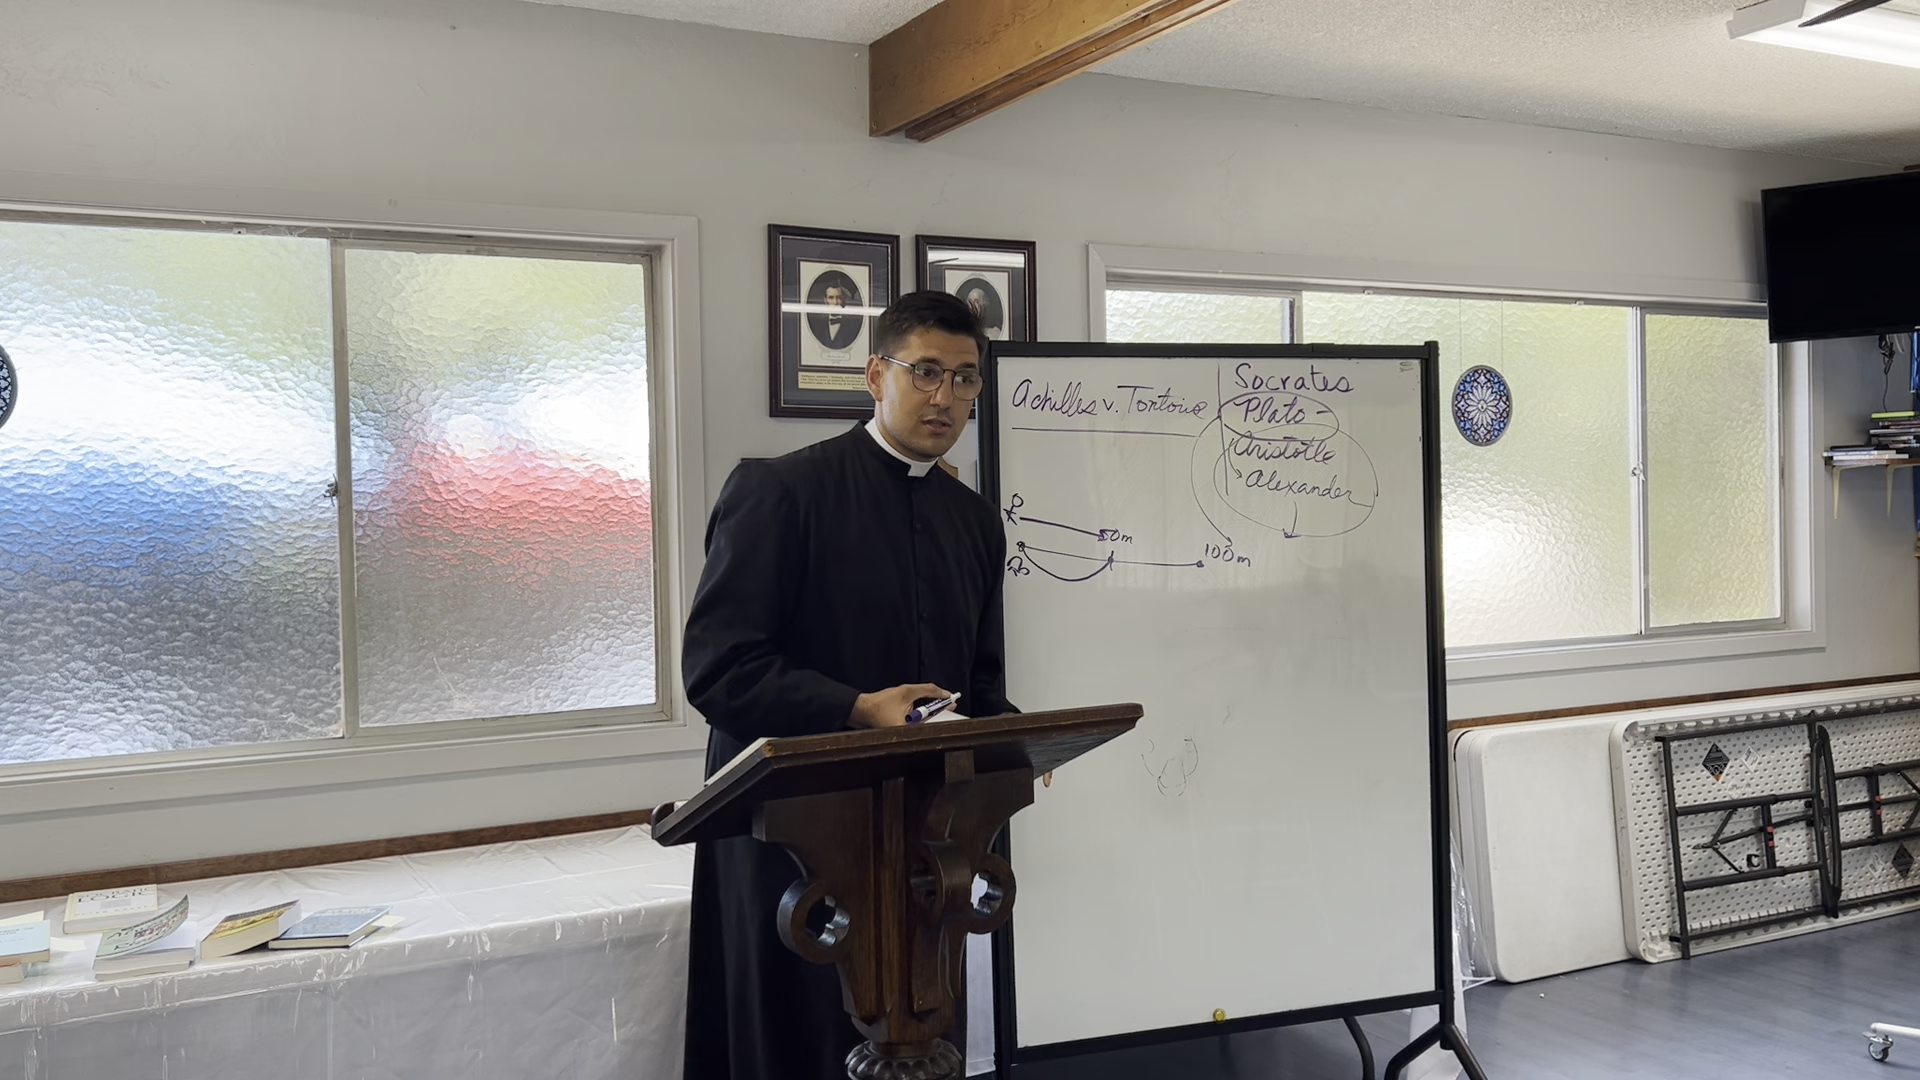 Achilles v. Tortoise
Socrates
Plato -
Aristotle
Alexander
50m
100m